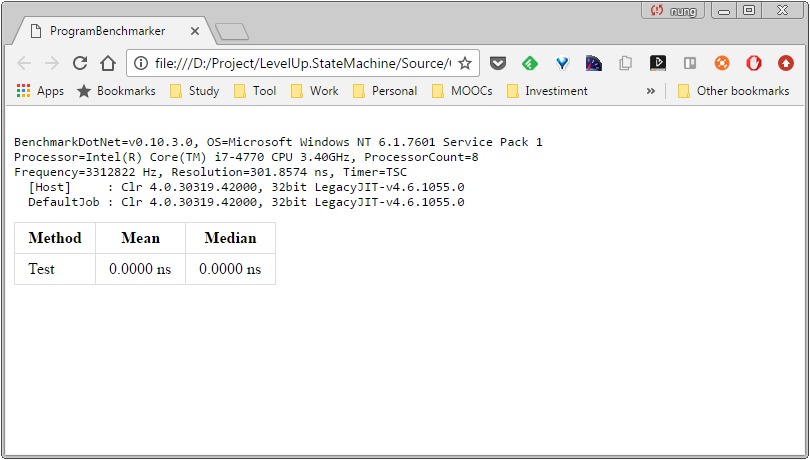 nung
ProgramBenchmarker
file:///D:/Project/LevelUp.StateMachine/Source/
Apps Bookmarks Study Tool Work Personal MOOCs Investiment » Other bookmarks
BenchmarkDotNet=v0.10.3.0, OS=Microsoft Windows NT 6.1.7601 Service Pack 1
Processor=Intel(R) Core(TM) i7-4770 CPU 3.40GHz, ProcessorCount=8
Frequency=3312822 Hz, Resolution=301.8574 ns, Timer=TSC
[Host]     : Clr 4.0.30319.42000, 32bit LegacyJIT-v4.6.1055.0
DefaultJob : Clr 4.0.30319.42000, 32bit LegacyJIT-v4.6.1055.0
Method Mean Median
Test 0.0000 ns 0.0000 ns